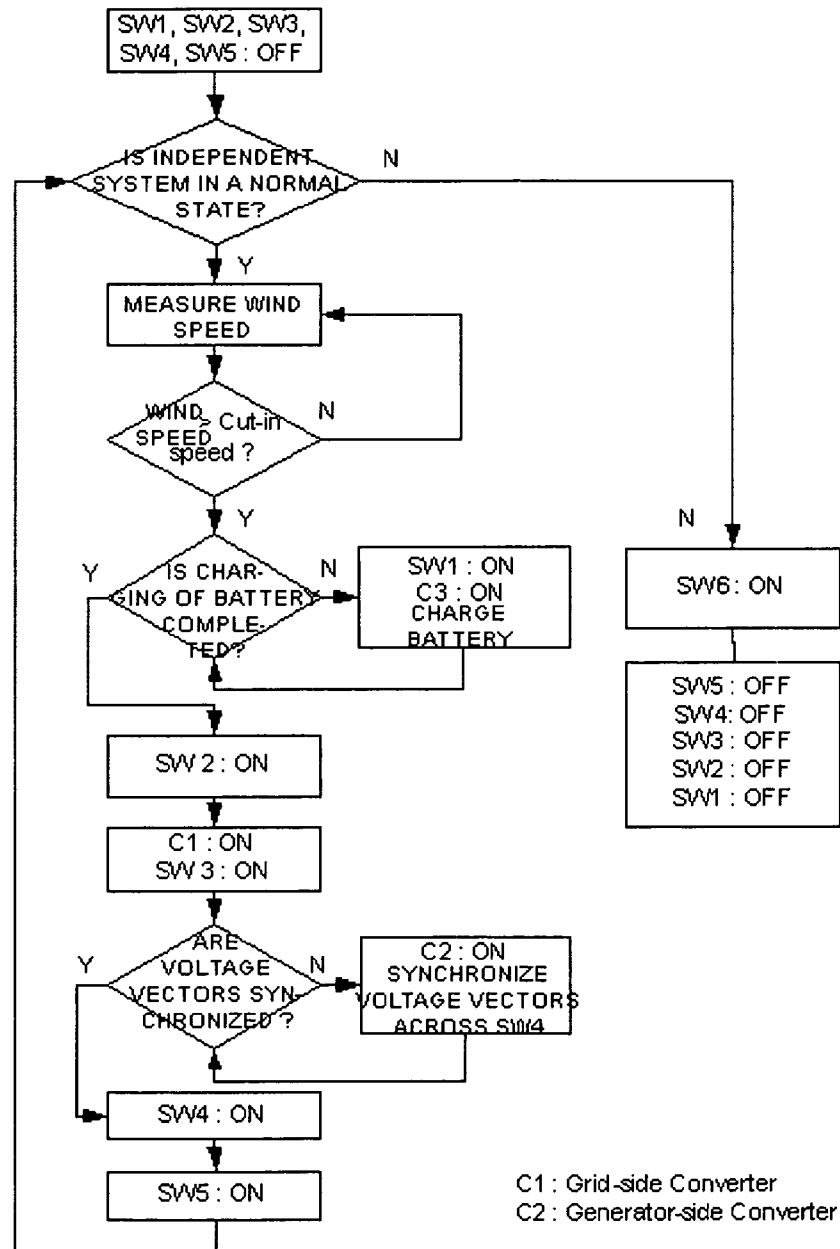 SW1, SW2, SW3,
SW4, SW5 : OFF
IS INDEPENDENT
SYSTEM IN A NORMAL
STATE?
N
Y
MEASURE WIND
SPEED
WIND
SPEED ≥ Cut-in
speed ?
N
Y
IS CHAR-
GING OF BATTERY
COMPLE-
TED?
Y
N
SW1 : ON
C3 : ON
CHARGE
BATTERY
N
SW6 : ON
SW5 : OFF
SW4: OFF
SW3 : OFF
SW2 : OFF
SW1 : OFF
SW 2 : ON
C1 : ON
SW 3 : ON
ARE
VOLTAGE
VECTORS SYN-
CHRONIZED ?
Y
N
C2 : ON
SYNCHRONIZE
VOLTAGE VECTORS
ACROSS SW4
SW4 : ON
SW5 : ON
C1 : Grid-side Converter
C2 : Generator-side Converter